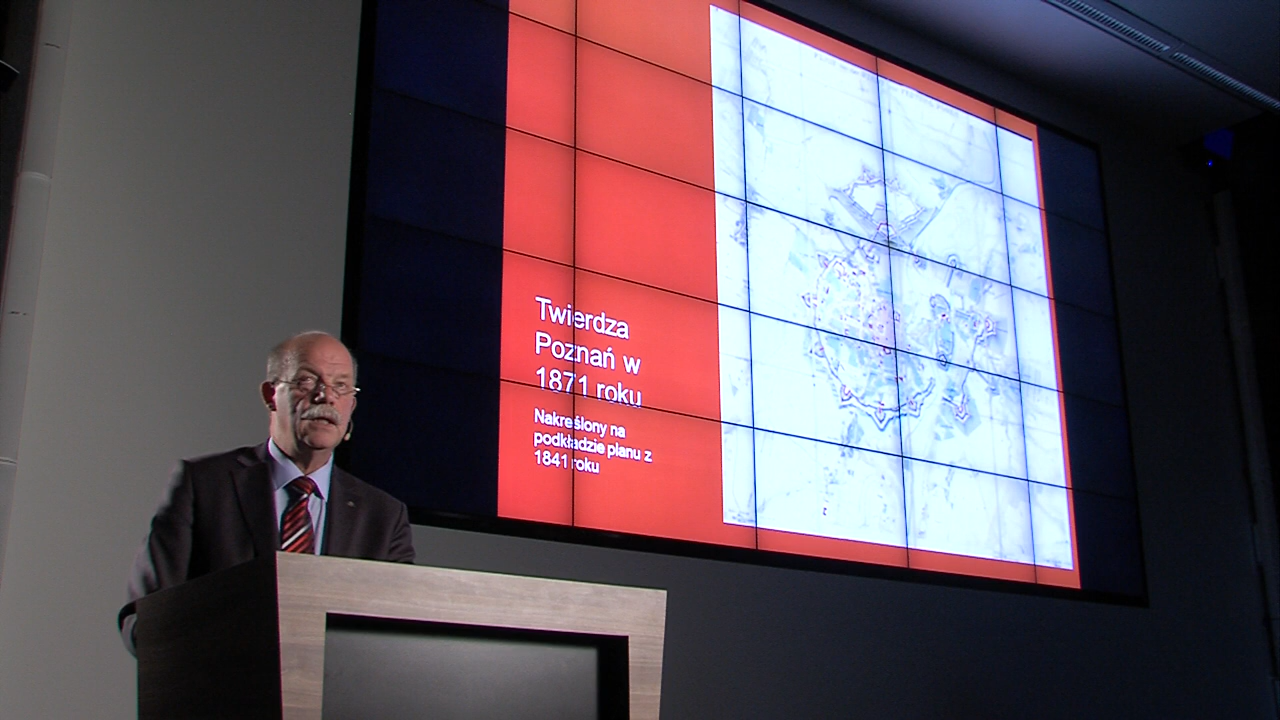 Twierdza
Poznań w
1871 roku
Nakreślony na
podkładzie planu z
1841 roku